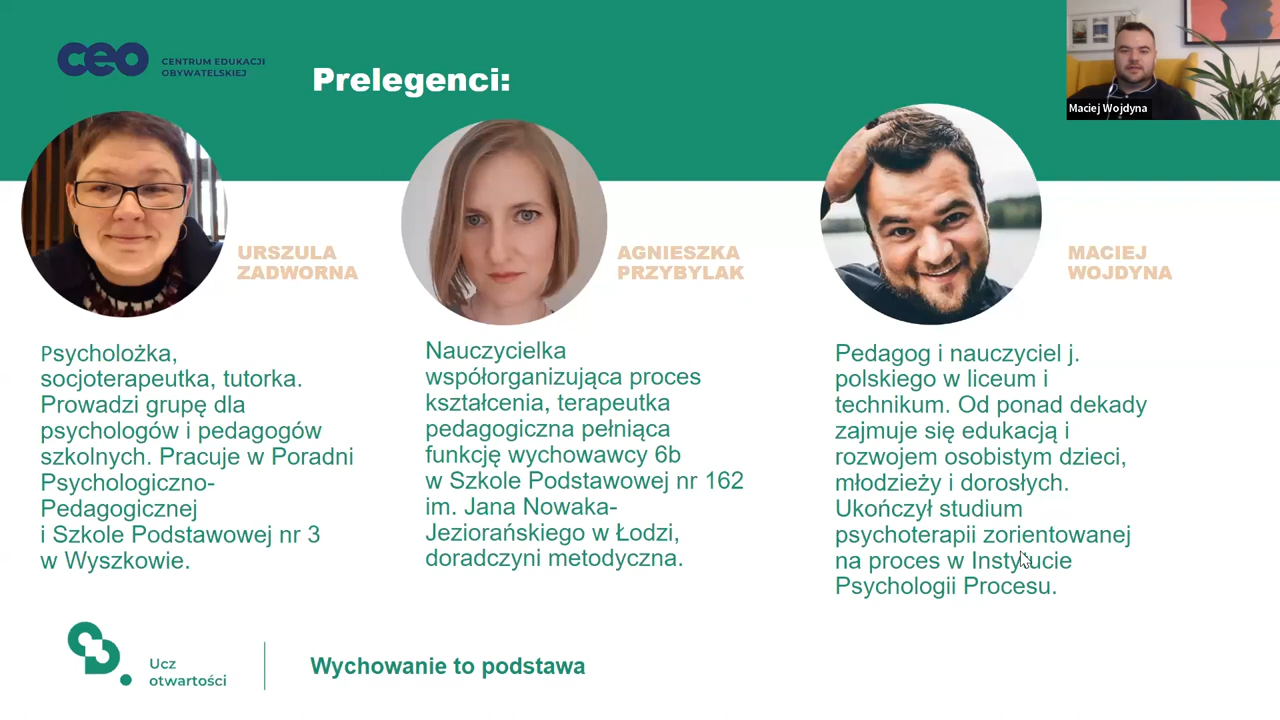 ceo
CENTRUM EDUKACJI
OBYWATELSKIEJ
Prelegenci:
Maciej Wojdyna
URSZULA
ZADWORNA
Psycholożka,
socjoterapeutka, tutorka.
Prowadzi grupę dla
psychologów i pedagogów
szkolnych. Pracuje w Poradni
Psychologiczno-
Pedagogicznej
i Szkole Podstawowej nr 3
w Wyszkowie.
AGNIESZKA
PRZYBYLAK
Nauczycielka
współorganizująca proces
kształcenia, terapeutka
pedagogiczna pełniąca
funkcję wychowawcy 6b
w Szkole Podstawowej nr 162
im. Jana Nowaka-
Jeziorańskiego w Łodzi,
doradczyni metodyczna.
MACIEJ
WOJDYNA
Pedagog i nauczyciel j.
polskiego w liceum i
technikum. Od ponad dekady
zajmuje się edukacją i
rozwojem osobistym dzieci,
młodzieży i dorosłych.
Ukończył studium
psychoterapii zorientowanej
na proces w Instytucie
Psychologii Procesu.
Ucz
otwartości
Wychowanie to podstawa